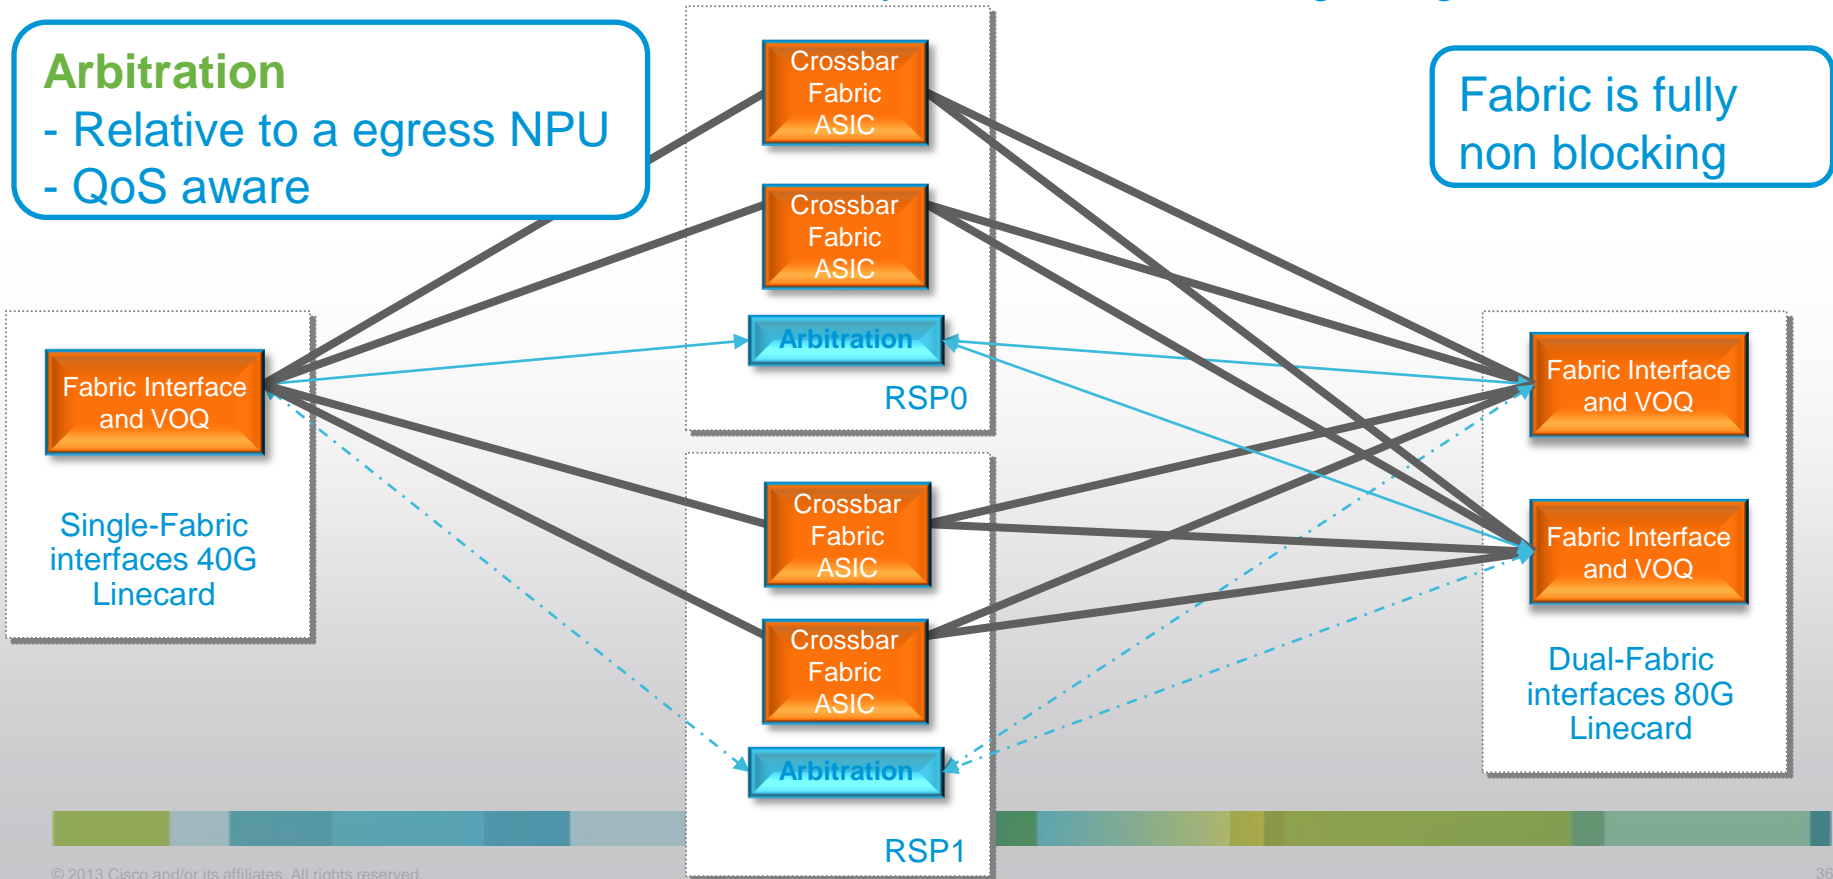 Arbitration
- Relative to a egress NPU
- QoS aware
Crossbar
Fabric
ASIC
Crossbar
Fabric
ASIC
Arbitration
RSP0
Fabric is fully
non blocking
Fabric Interface
and VOQ
Single-Fabric
interfaces 40G
Linecard
Crossbar
Fabric
ASIC
Crossbar
Fabric
ASIC
Arbitration
RSP1
Fabric Interface
and VOQ
Fabric Interface
and VOQ
Dual-Fabric
interfaces 80G
Linecard
© 2013 Cisco and/or its affiliates. All rights reserved.
36